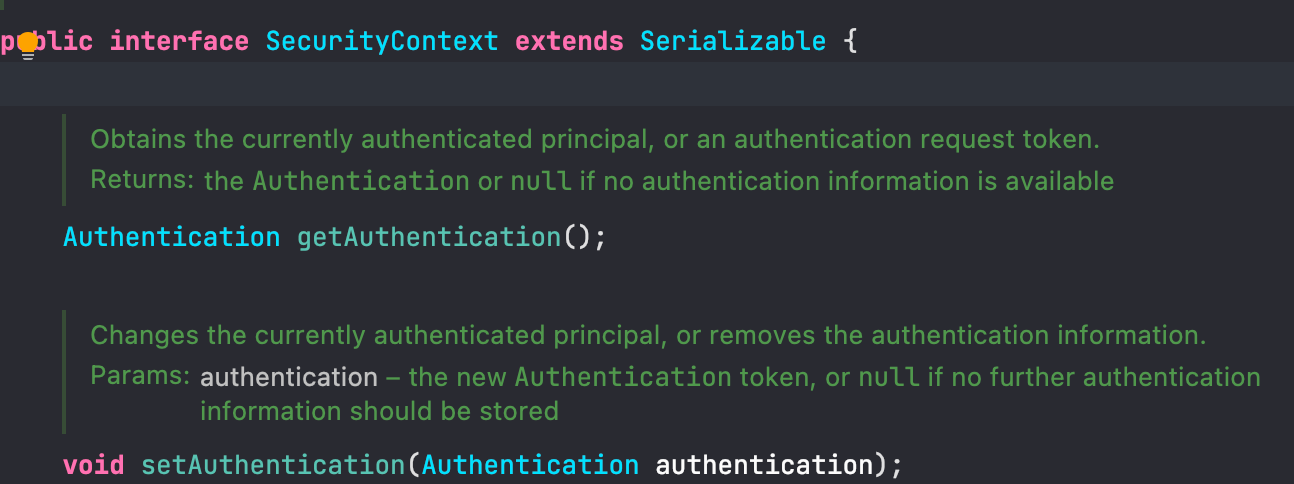 public interface SecurityContext extends Serializable {
Obtains the currently authenticated principal, or an authentication request token.
Returns: the Authentication or null if no authentication information is available
Authentication getAuthentication();
Changes the currently authenticated principal, or removes the authentication information.
Params: authentication – the new Authentication token, or null if no further authentication
information should be stored
void setAuthentication(Authentication authentication);